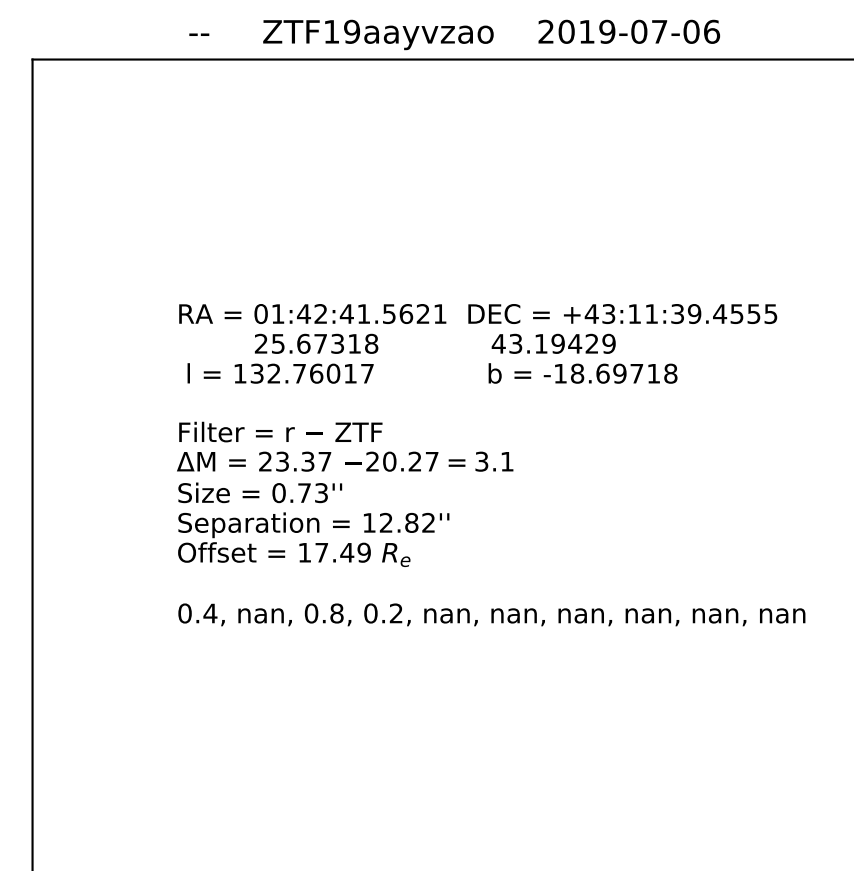 -- ZTF19aayvzao 2019-07-06
RA = 01:42:41.5621 DEC = +43:11:39.4555
25.67318 43.19429
l = 132.76017 b = -18.69718
Filter = r − ZTF
ΔM = 23.37 −20.27 = 3.1
Size = 0.73''
Separation = 12.82''
Offset = 17.49 Re
0.4, nan, 0.8, 0.2, nan, nan, nan, nan, nan, nan